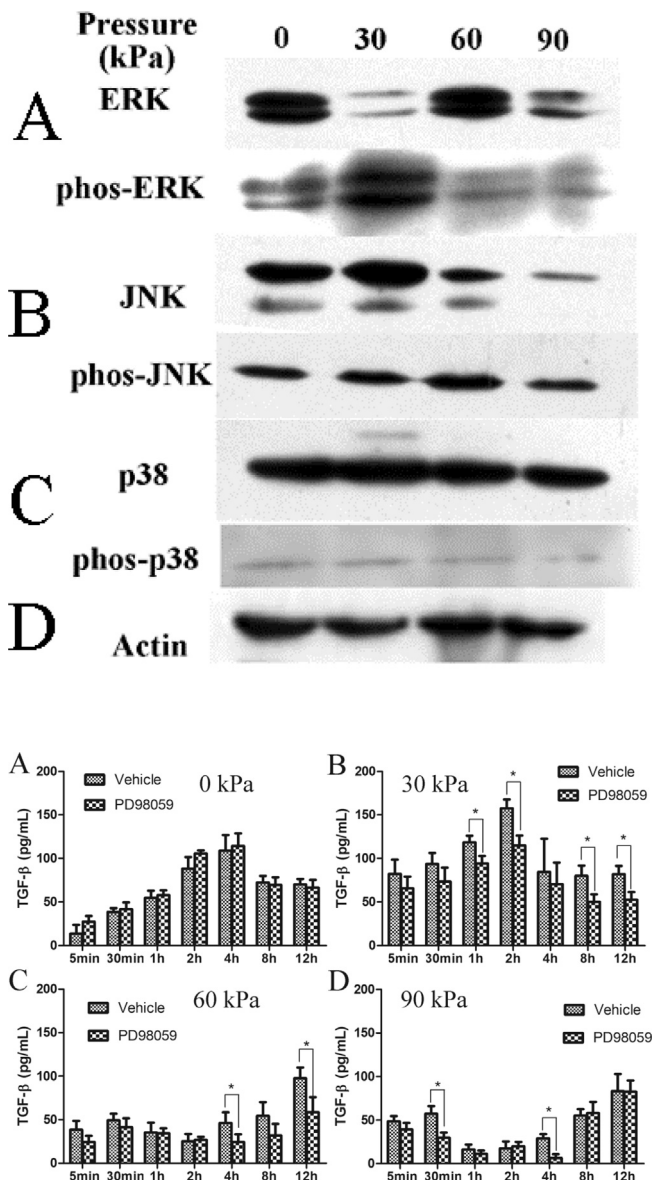 Pressure
(kPa) 0 30 60 90
A ERK
phos-ERK
B JNK
phos-JNK
C p38
phos-p38
D Actin
A
0 kPa
Vehicle
PD98059
TGF-β (pg/mL)
200
150
100
50
0
5min 30min 1h 2h 4h 8h 12h
B
30 kPa
Vehicle
PD98059
TGF-β (pg/mL)
200
150
100
50
0
* * * *
5min 30min 1h 2h 4h 8h 12h
C
60 kPa
Vehicle
PD98059
TGF-β (pg/mL)
200
150
100
50
0
* *
5min 30min 1h 2h 4h 8h 12h
D
90 kPa
Vehicle
PD98059
TGF-β (pg/mL)
200
150
100
50
0
* *
5min 30min 1h 2h 4h 8h 12h